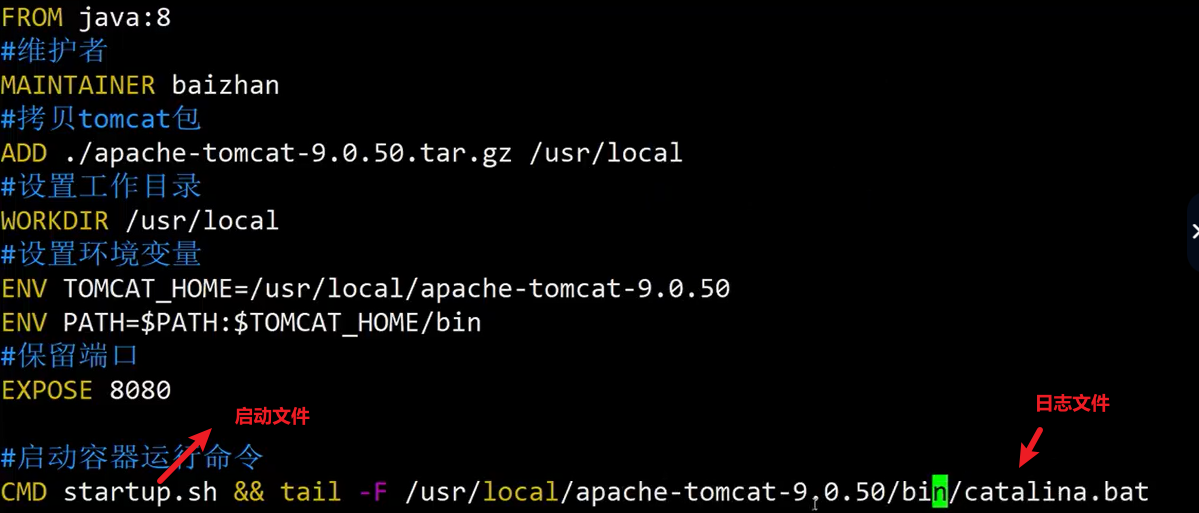 FROM java:8
#维护者
MAINTAINER baizhan
#拷贝tomcat包
ADD ./apache-tomcat-9.0.50.tar.gz /usr/local
#设置工作目录
WORKDIR /usr/local
#设置环境变量
ENV TOMCAT_HOME=/usr/local/apache-tomcat-9.0.50
ENV PATH=$PATH:$TOMCAT_HOME/bin
#保留端口
EXPOSE 8080
启动文件
日志文件
#启动容器运行命令
CMD startup.sh && tail -F /usr/local/apache-tomcat-9.0.50/bin/catalina.bat